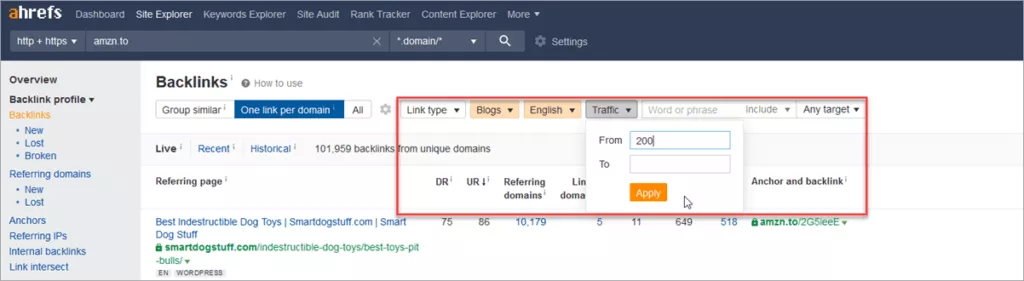 ahrefs Dashboard Site Explorer Keywords Explorer Site Audit Rank Tracker Content Explorer More
http + https amzn.to *.domain/* Settings
Overview
Backlink profile
Backlinks
New
Lost
Broken
Referring domains
New
Lost
Anchors
Referring IPs
Internal backlinks
Link intersect
Backlinks i How to use
Group similar i One link per domain i All Link type Blogs English Traffic Word or phrase Include Any target
From 200
To
Apply
Live i Recent i Historical i 101,959 backlinks from unique domains
Referring page i DR i UR i Referring domains i Anchor and backlink i
Best Indestructible Dog Toys | Smartdogstuff.com | Smart 75 86 10,179 5 11 649 518 amzn.to/2G5ieeE
Dog Stuff
smartdogstuff.com/indestructible-dog-toys/best-toys-pit
-bulls/
EN WORDPRESS